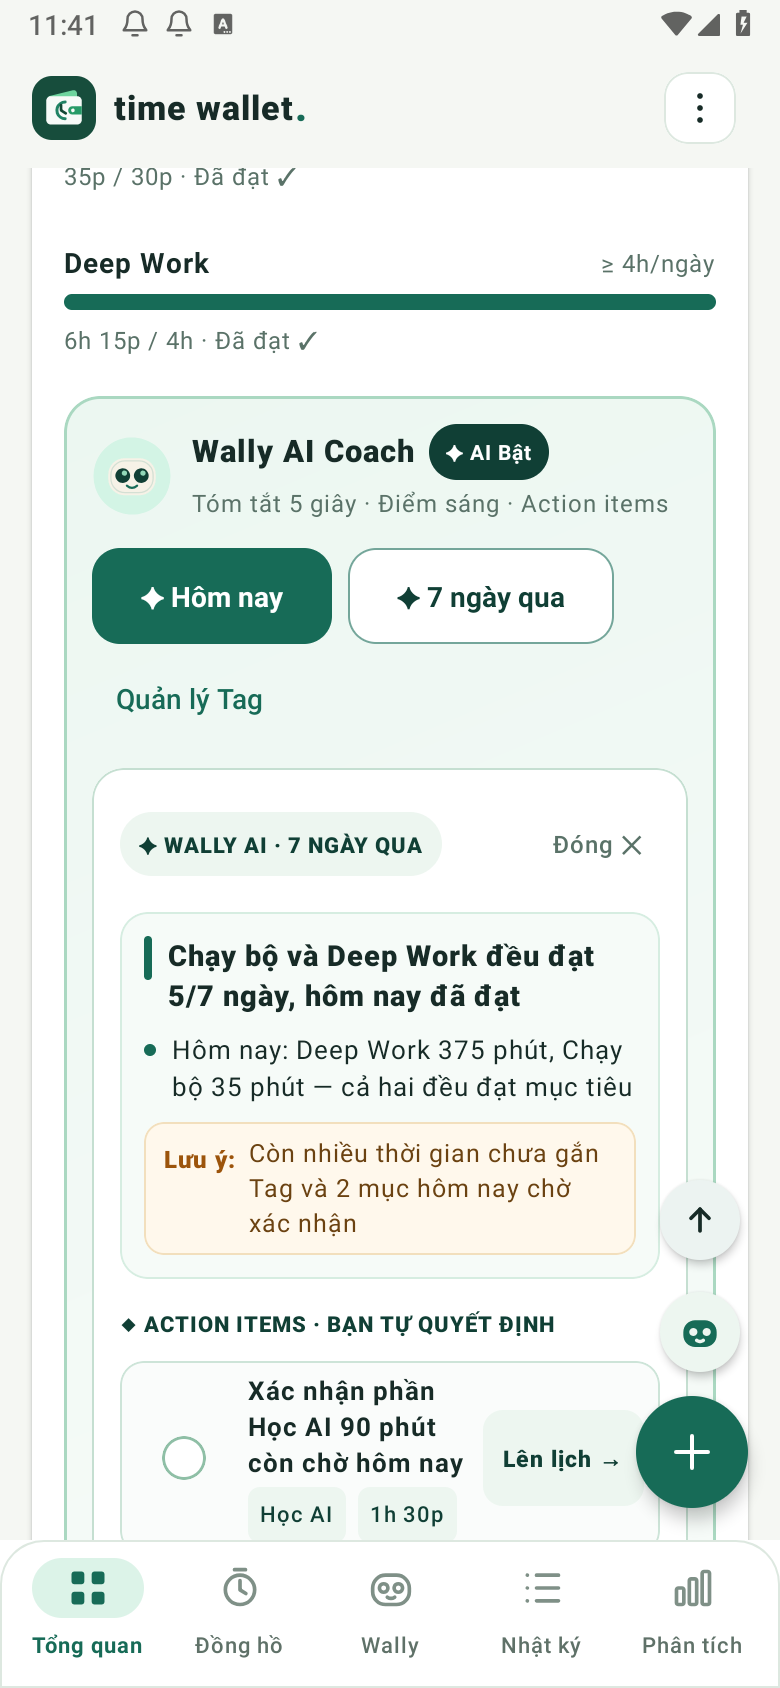 11:41
time wallet.
35p / 30p · Đã đạt ✓
Deep Work
≥ 4h/ngày
6h 15p / 4h · Đã đạt ✓
Wally AI Coach
✦ AI Bật
Tóm tắt 5 giây · Điểm sáng · Action items
✦ Hôm nay
✦ 7 ngày qua
Quản lý Tag
✦ WALLY AI · 7 NGÀY QUA
Đóng ✕
Chạy bộ và Deep Work đều đạt
5/7 ngày, hôm nay đã đạt
Hôm nay: Deep Work 375 phút, Chạy
bộ 35 phút — cả hai đều đạt mục tiêu
Lưu ý: Còn nhiều thời gian chưa gắn
Tag và 2 mục hôm nay chờ
xác nhận
◆ ACTION ITEMS · BẠN TỰ QUYẾT ĐỊNH
Xác nhận phần
Học AI 90 phút
còn chờ hôm nay
Học AI
1h 30p
Lên lịch →
Tổng quan
Đồng hồ
Wally
Nhật ký
Phân tích